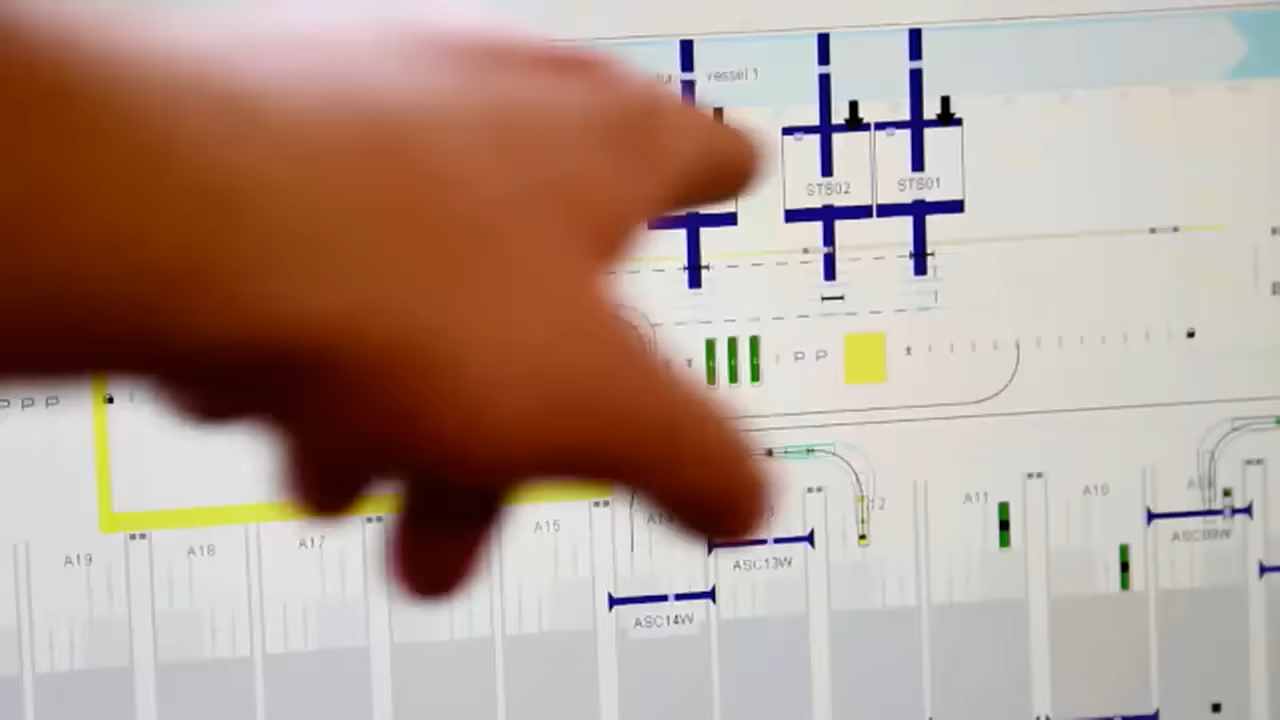 vessel 1
STS02
STS01
P P
P P P
A19
A18
A17
A15
A11
A10
ASC13W
ASC14W